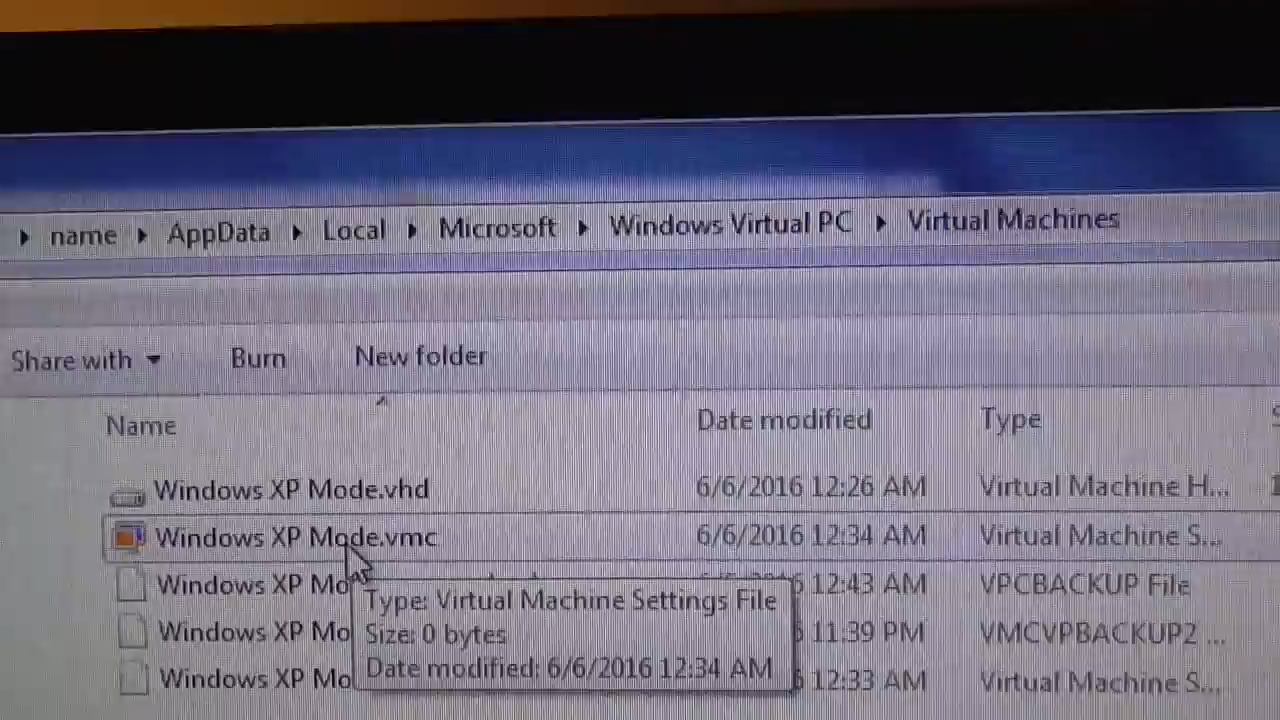 name AppData Local Microsoft Windows Virtual PC Virtual Machines
Share with Burn New folder
Name Date modified Type
Windows XP Mode.vhd 6/6/2016 12:26 AM Virtual Machine H...
Windows XP Mode.vmc 6/6/2016 12:34 AM Virtual Machine S...
Windows XP Mo 12:43 AM VPCBACKUP File
Type: Virtual Machine Settings File
Windows XP Mo 11:39 PM VMCVPBACKUP2 ...
Size: 0 bytes
Windows XP Mo 12:33 AM Virtual Machine S...
Date modified: 6/6/2016 12:34 AM